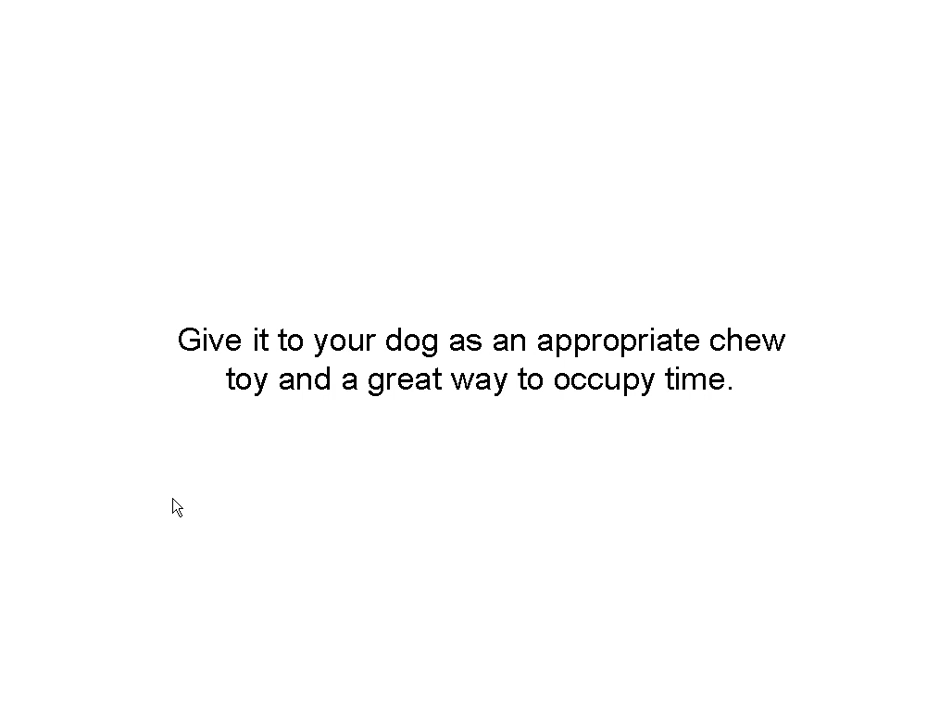 Give it to your dog as an appropriate chew
toy and a great way to occupy time.